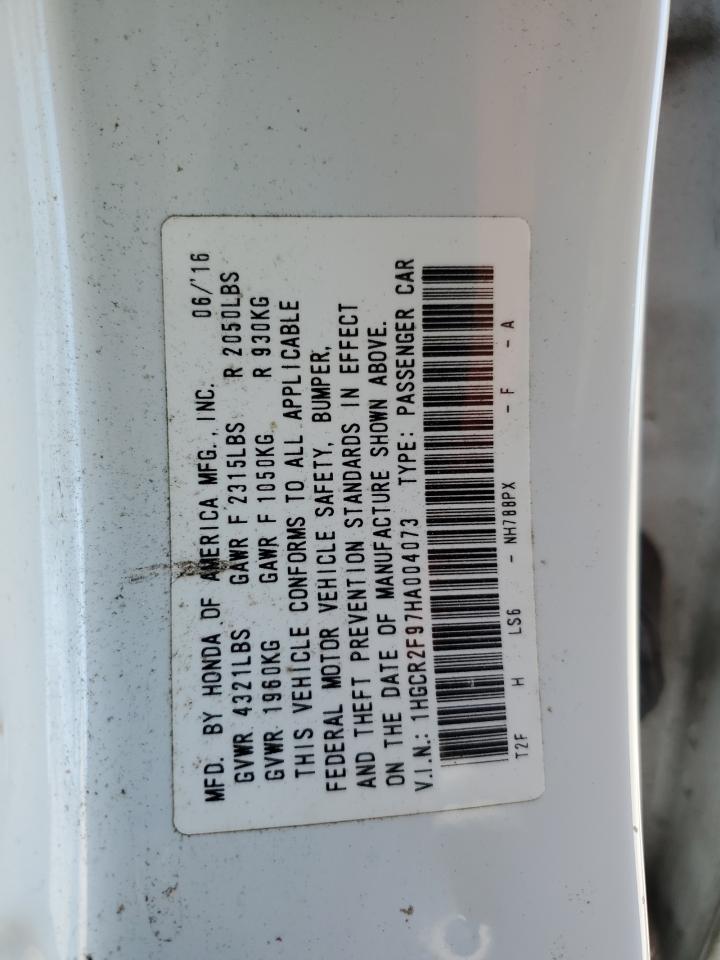 MFD. BY HONDA OF AMERICA MFG., INC. 06/'16
GVWR 4321LBS GAWR F 2315LBS R 2050LBS
GVWR 1960KG GAWR F 1050KG R 930KG
THIS VEHICLE CONFORMS TO ALL APPLICABLE
FEDERAL MOTOR VEHICLE SAFETY, BUMPER,
AND THEFT PREVENTION STANDARDS IN EFFECT
ON THE DATE OF MANUFACTURE SHOWN ABOVE.
V.I.N.: 1HGCR2F97HA004073 TYPE: PASSENGER CAR
T2F H LS6 - NH788PX - F - A